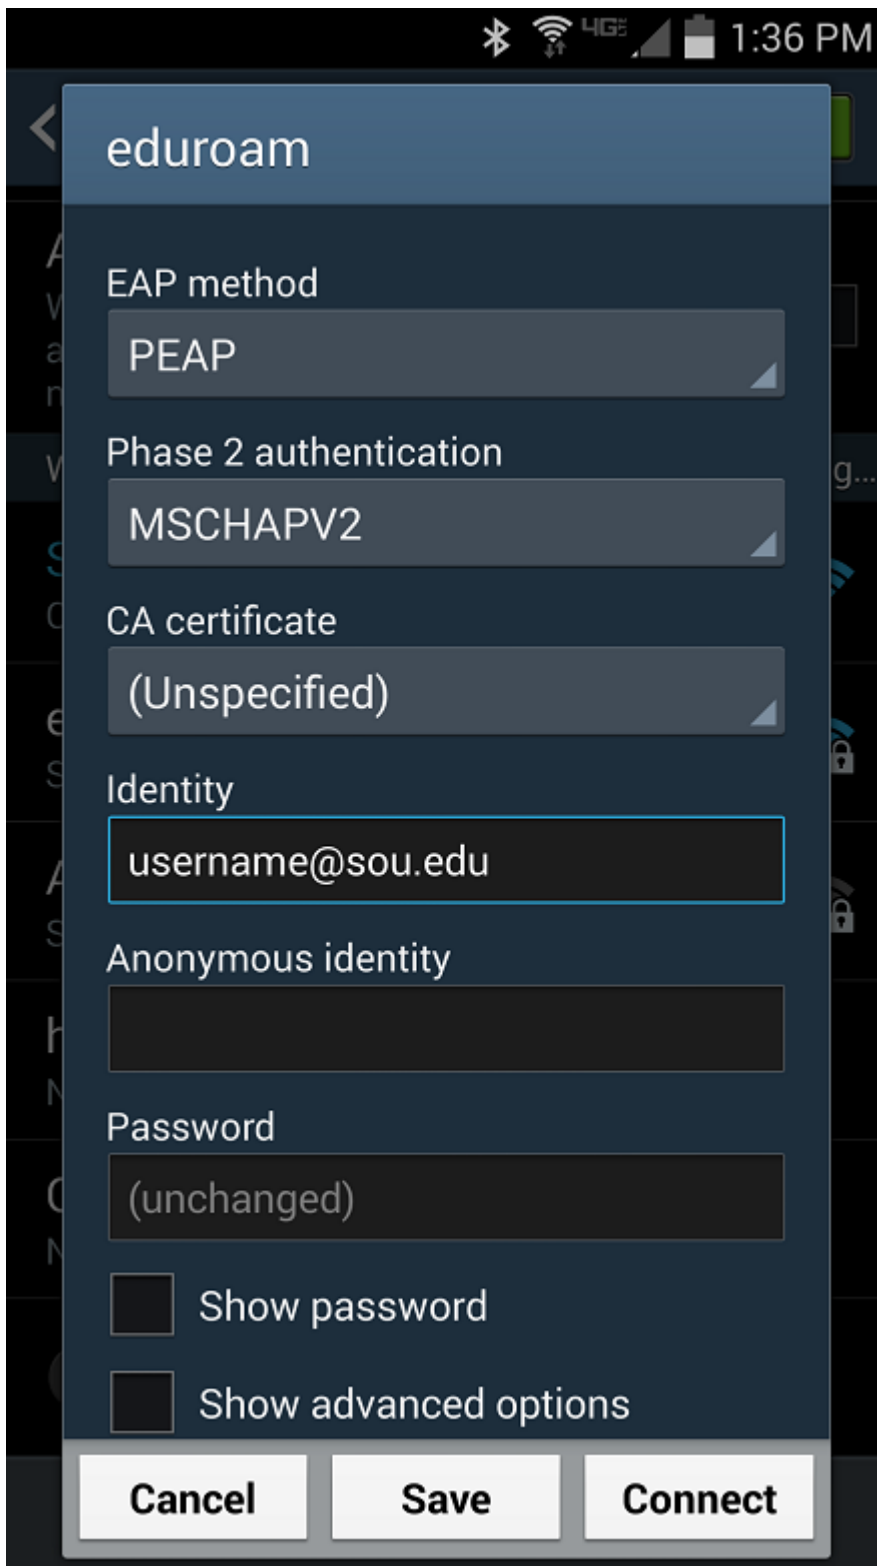 4G 1:36 PM
eduroam
EAP method
PEAP
Phase 2 authentication
MSCHAPV2
CA certificate
(Unspecified)
Identity
username@sou.edu
Anonymous identity
Password
(unchanged)
Show password
Show advanced options
Cancel Save Connect